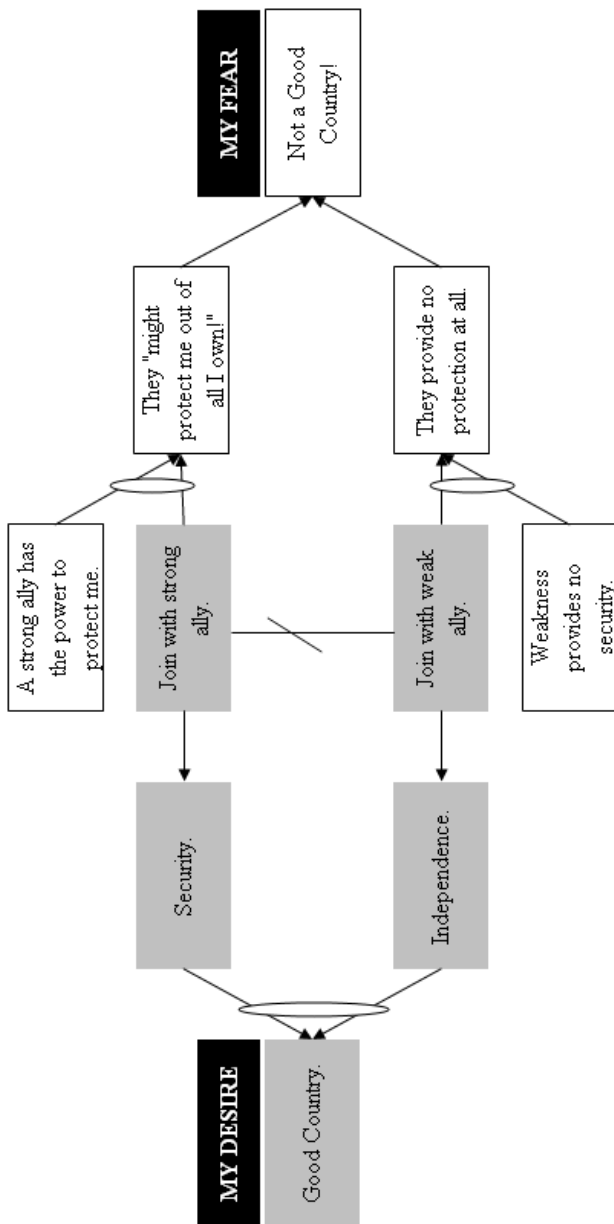 MY DESIRE
Good Country.
Security.
Independence.
A strong ally has
the power to
protect me.
Join with strong
ally.
Join with weak
ally.
Weakness
provides no
security.
They "might
protect me out of
all I own!"
They provide no
protection at all.
MY FEAR
Not a Good
Country!